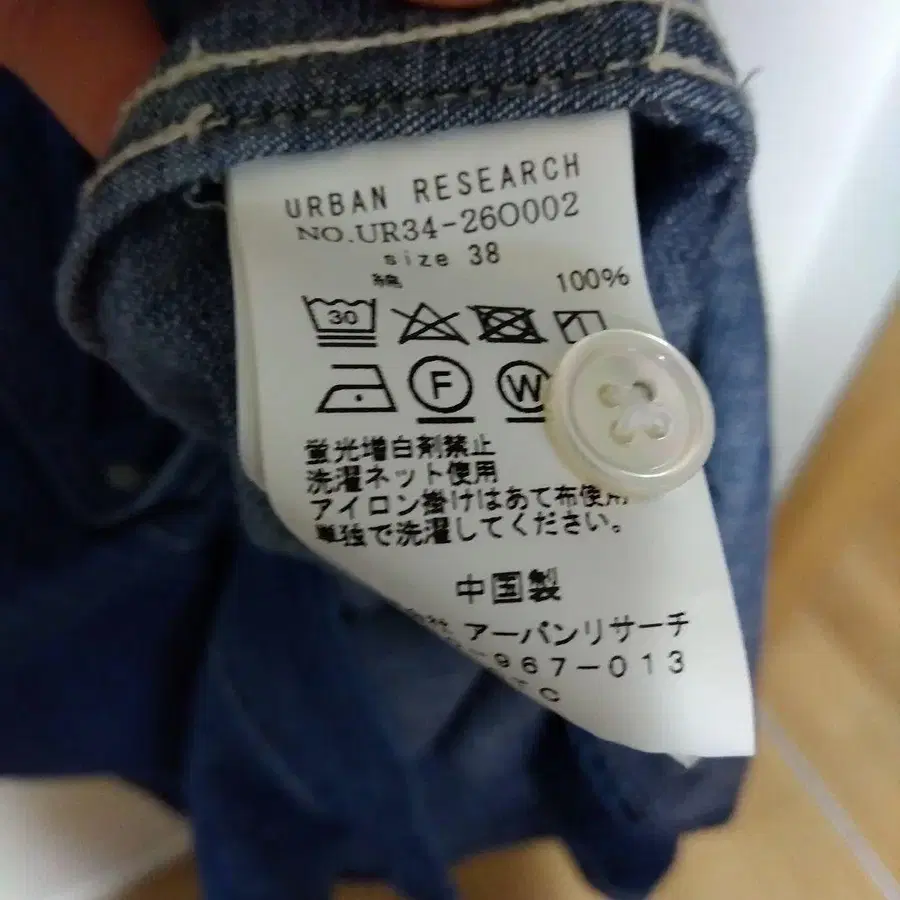 URBAN RESEARCH
NO.UR34-26O002
size 38
綿 100%
30
F W
蛍光増白剤禁止
洗濯ネット使用
アイロン掛けはあて布使用
単独で洗濯してください。
中国製
アーバンリサーチ
-967-013